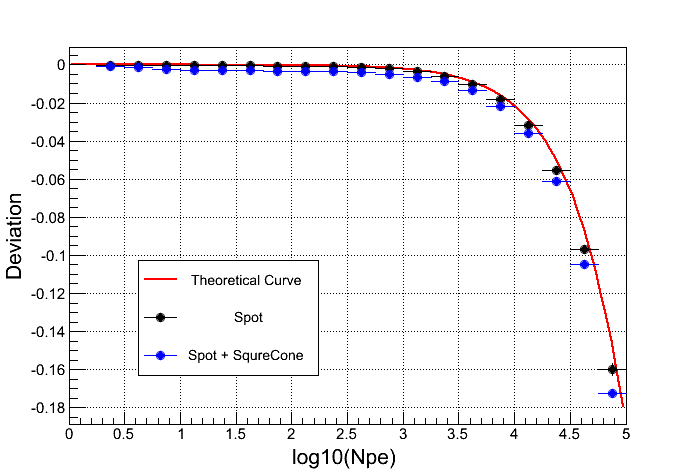 0
-0.02
-0.04
-0.06
-0.08
-0.1
-0.12
-0.14
-0.16
-0.18
Deviation
Theoretical Curve
Spot
Spot + SqureCone
0 0.5 1 1.5 2 2.5 3 3.5 4 4.5 5
log10(Npe)